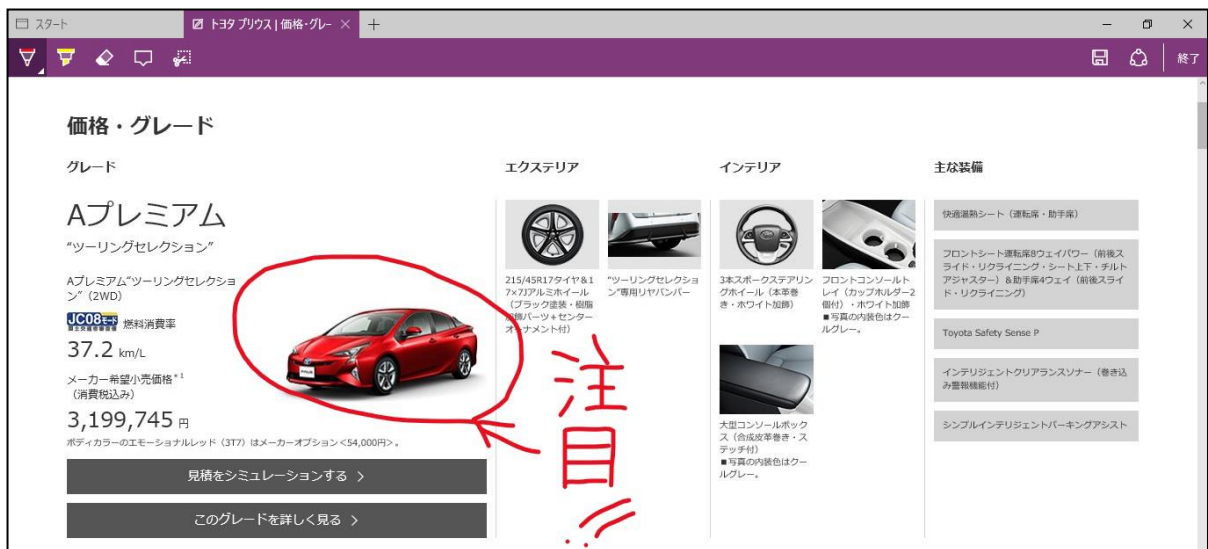 スタート
トヨタ プリウス | 価格・グレー
終了
価格・グレード
グレード
Aプレミアム
"ツーリングセレクション"
Aプレミアム"ツーリングセレクショ
ン"（2WD）
JC08モード 燃料消費率
37.2 km/L
メーカー希望小売価格*1
（消費税込み）
3,199,745 円
ボディカラーのエモーショナルレッド（3T7）はメーカーオプション<54,000円>。
見積をシミュレーションする
このグレードを詳しく見る
エクステリア
215/45R17タイヤ&1
7×7Jアルミホイール
（ブラック塗装・樹脂
加飾パーツ+センター
オーナメント付）
"ツーリングセレクショ
ン"専用リヤバンパー
インテリア
3本スポークステアリン
グホイール（本革巻
き・ホワイト加飾）
フロントコンソールト
レイ（カップホルダー2
個付）・ホワイト加飾
■写真の内装色はクー
ルグレー。
大型コンソールボック
ス（合成皮革巻き・ス
テッチ付）
■写真の内装色はクー
ルグレー。
主な装備
快適温熱シート（運転席・助手席）
フロントシート運転席8ウェイパワー（前後ス
ライド・リクライニング・シート上下・チルト
アジャスター）&助手席4ウェイ（前後スライ
ド・リクライニング）
Toyota Safety Sense P
インテリジェントクリアランスソナー（巻き込
み警報機能付）
シンプルインテリジェントパーキングアシスト
注
目
!!